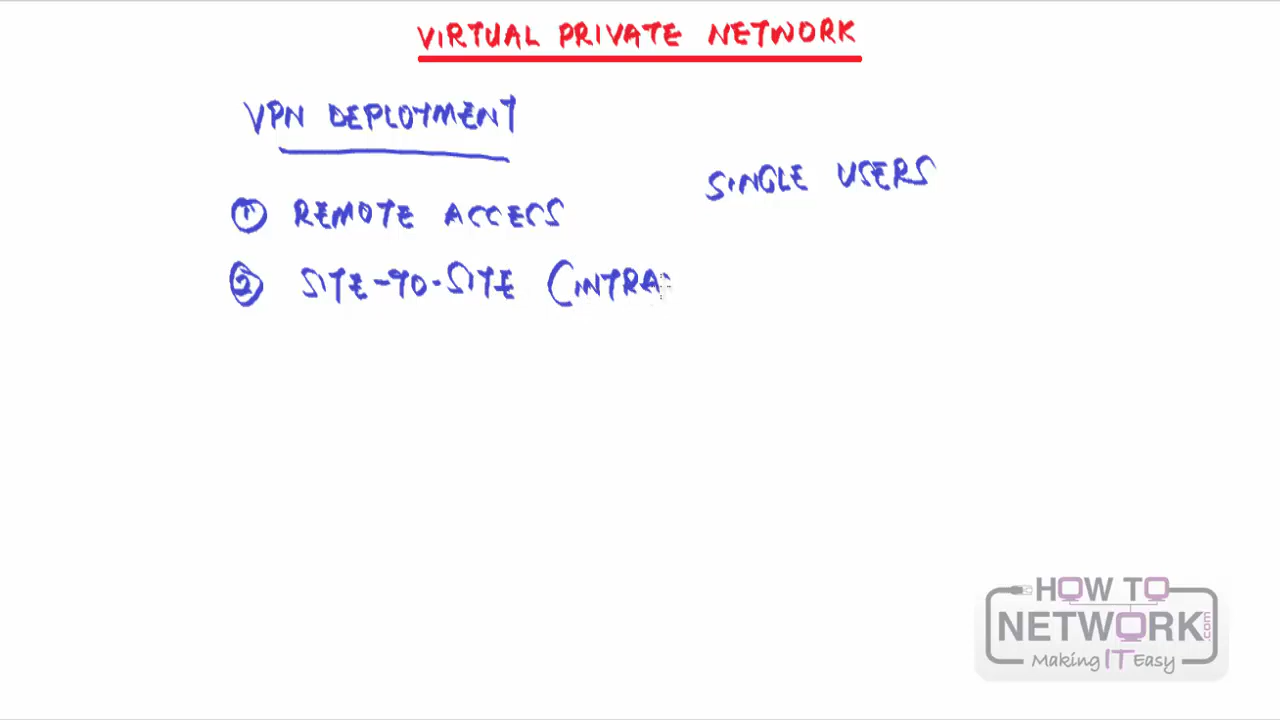 VIRTUAL PRIVATE NETWORK
VPN DEPLOYMENT
SINGLE USERS
① REMOTE ACCESS
② SITE-TO-SITE (INTRA
HOW TO
NETWORK.com
Making IT Easy